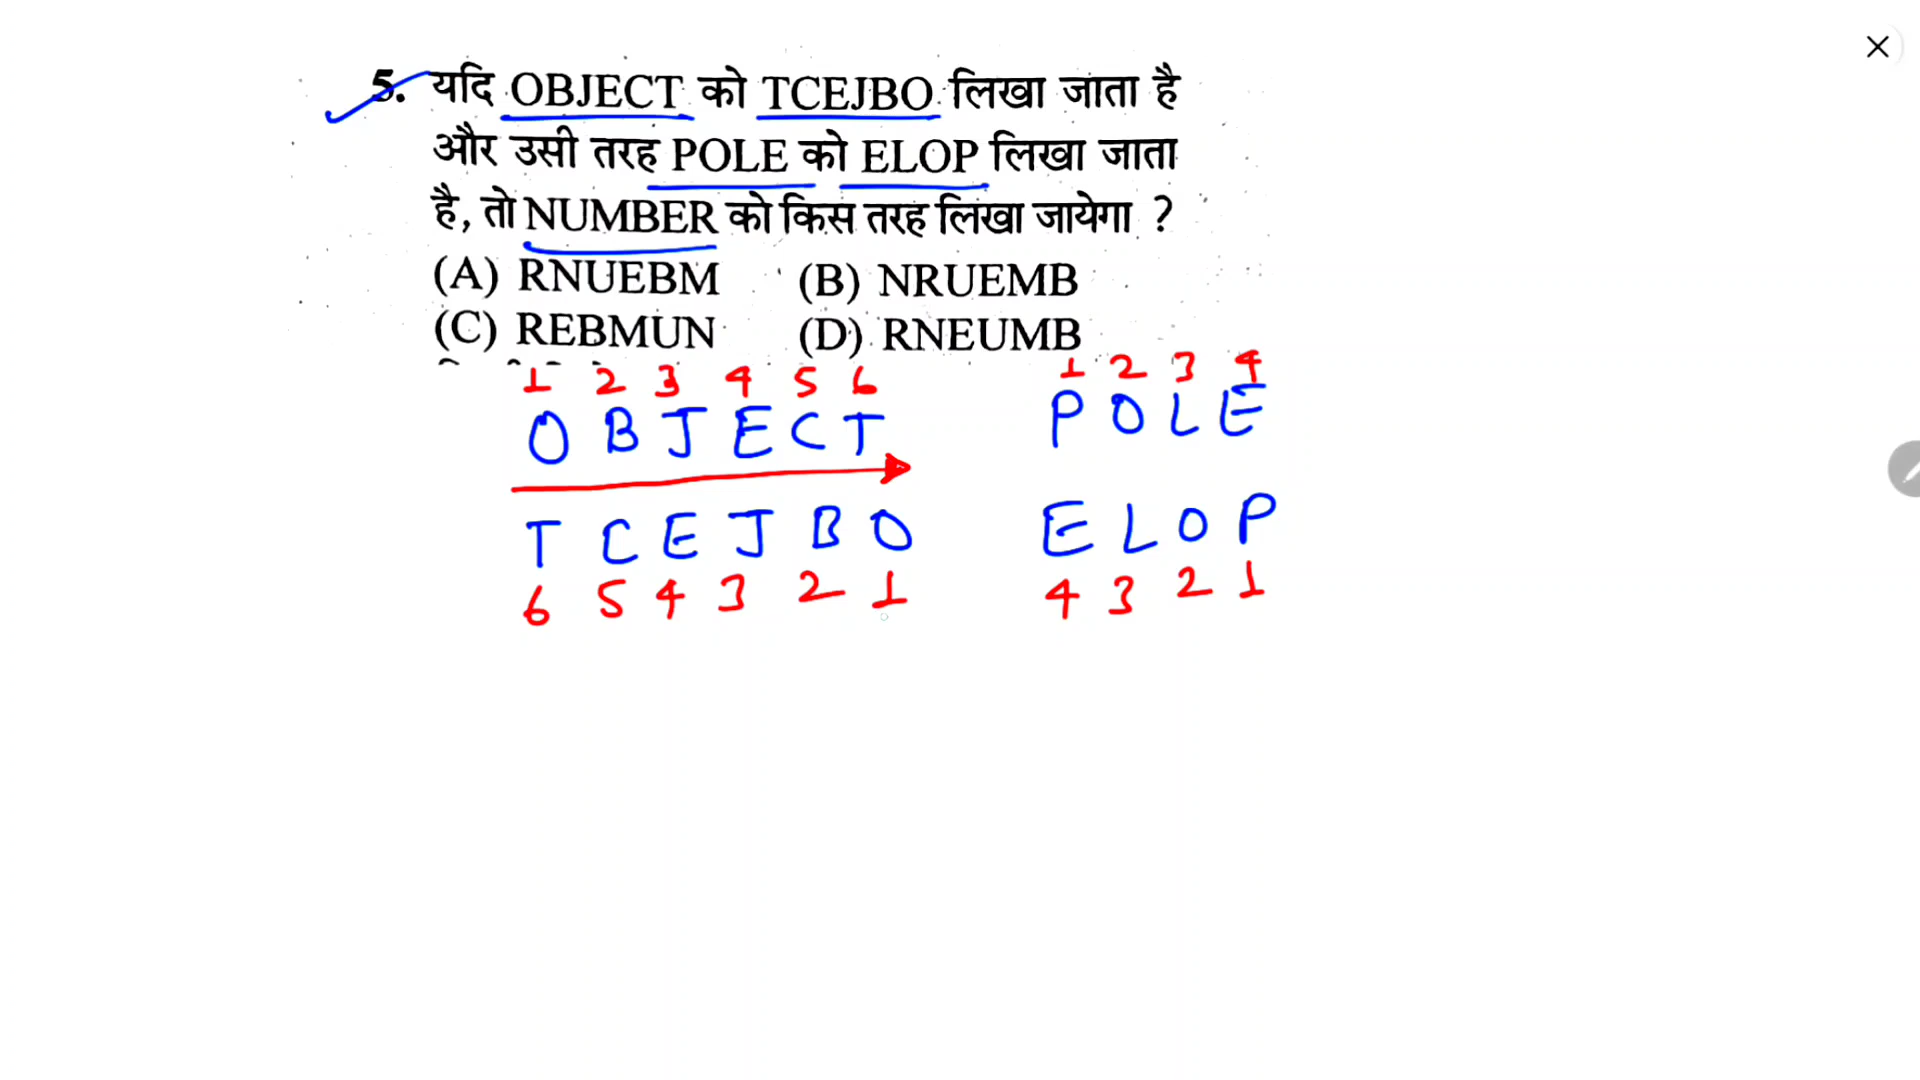 5. यदि OBJECT को TCEJBO लिखा जाता है
और उसी तरह POLE को ELOP लिखा जाता
है, तो NUMBER को किस तरह लिखा जायेगा ?
(A) RNUEBM (B) NRUEMB
(C) REBMUN (D) RNEUMB
1 2 3 4 5 6 1 2 3 4
O B J E C T P O L E
T C E J B O E L O P
6 5 4 3 2 1 4 3 2 1